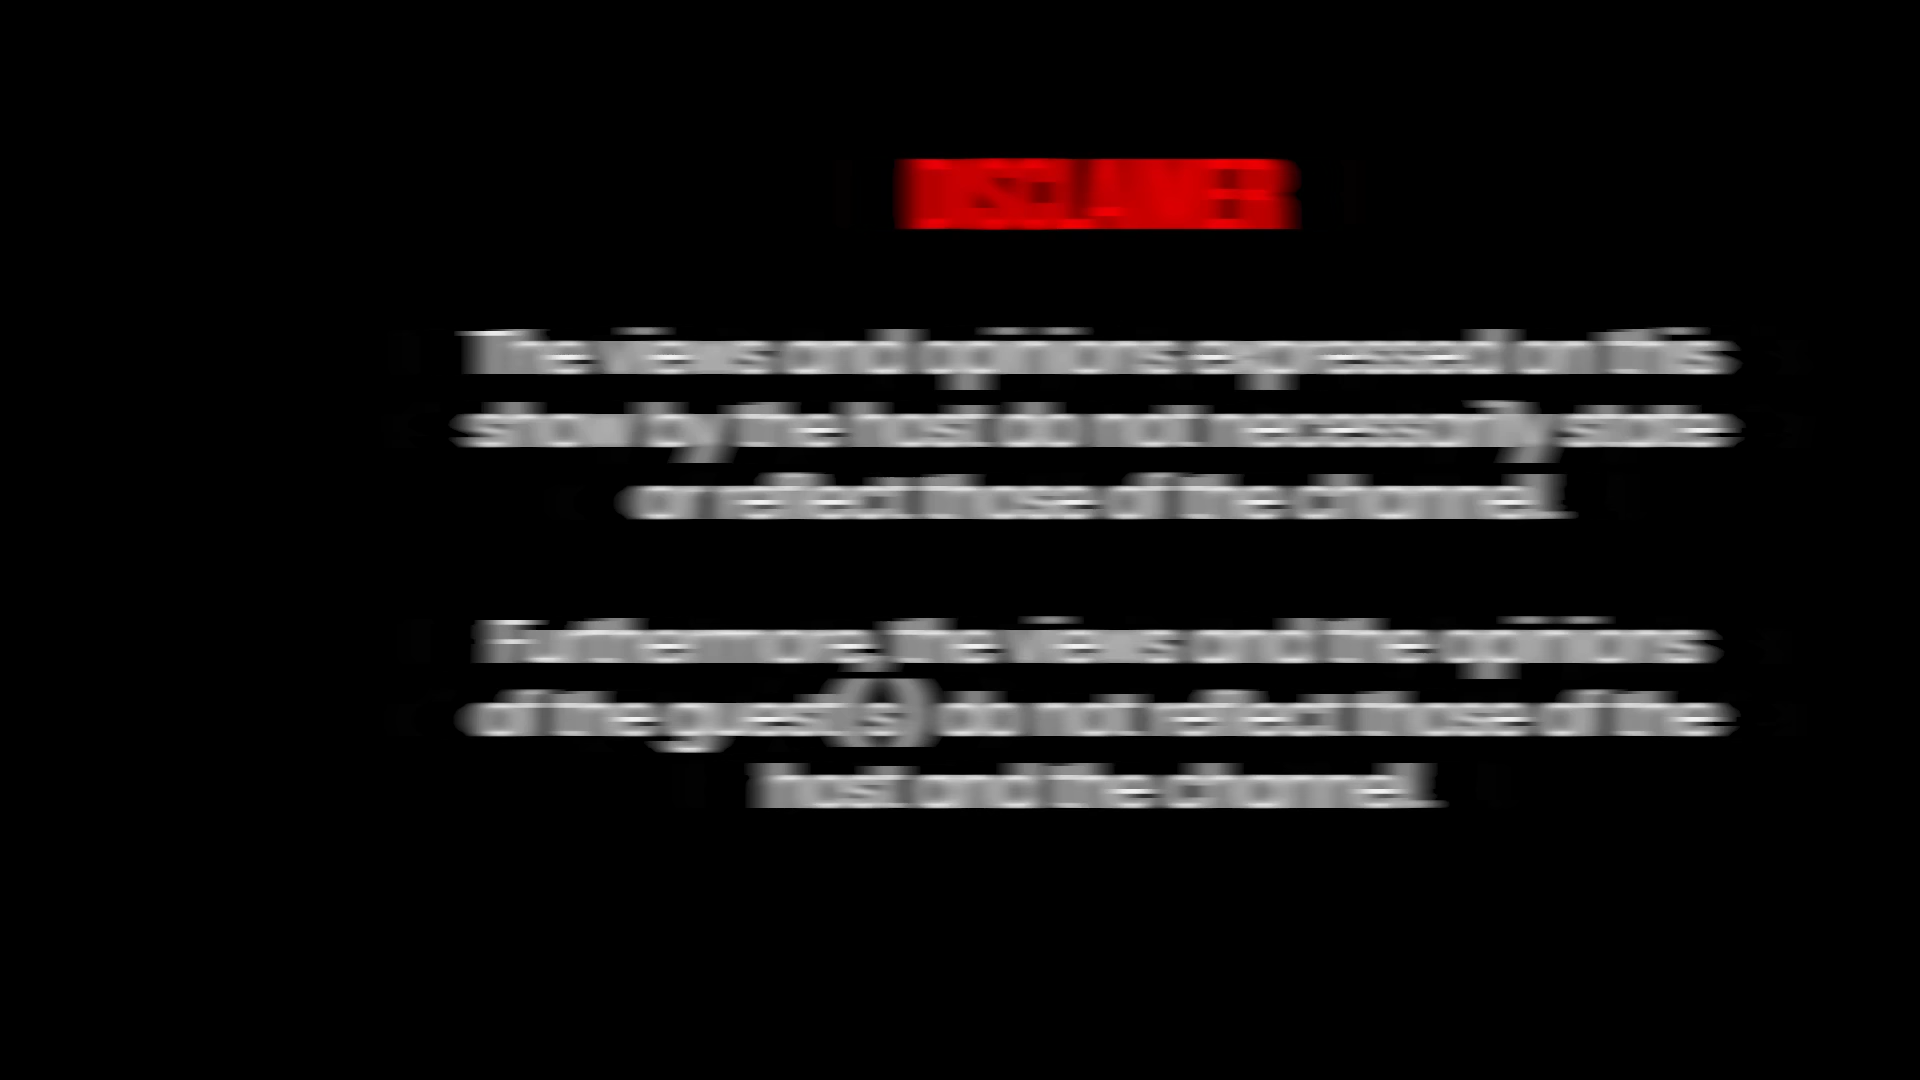 DISCLAIMER
The views and opinions expressed on this
show by the host do not necessarily state
or reflect those of the channel.
Furthermore, the views and the opinions
of the guest(s) do not reflect those of the
host and the channel.